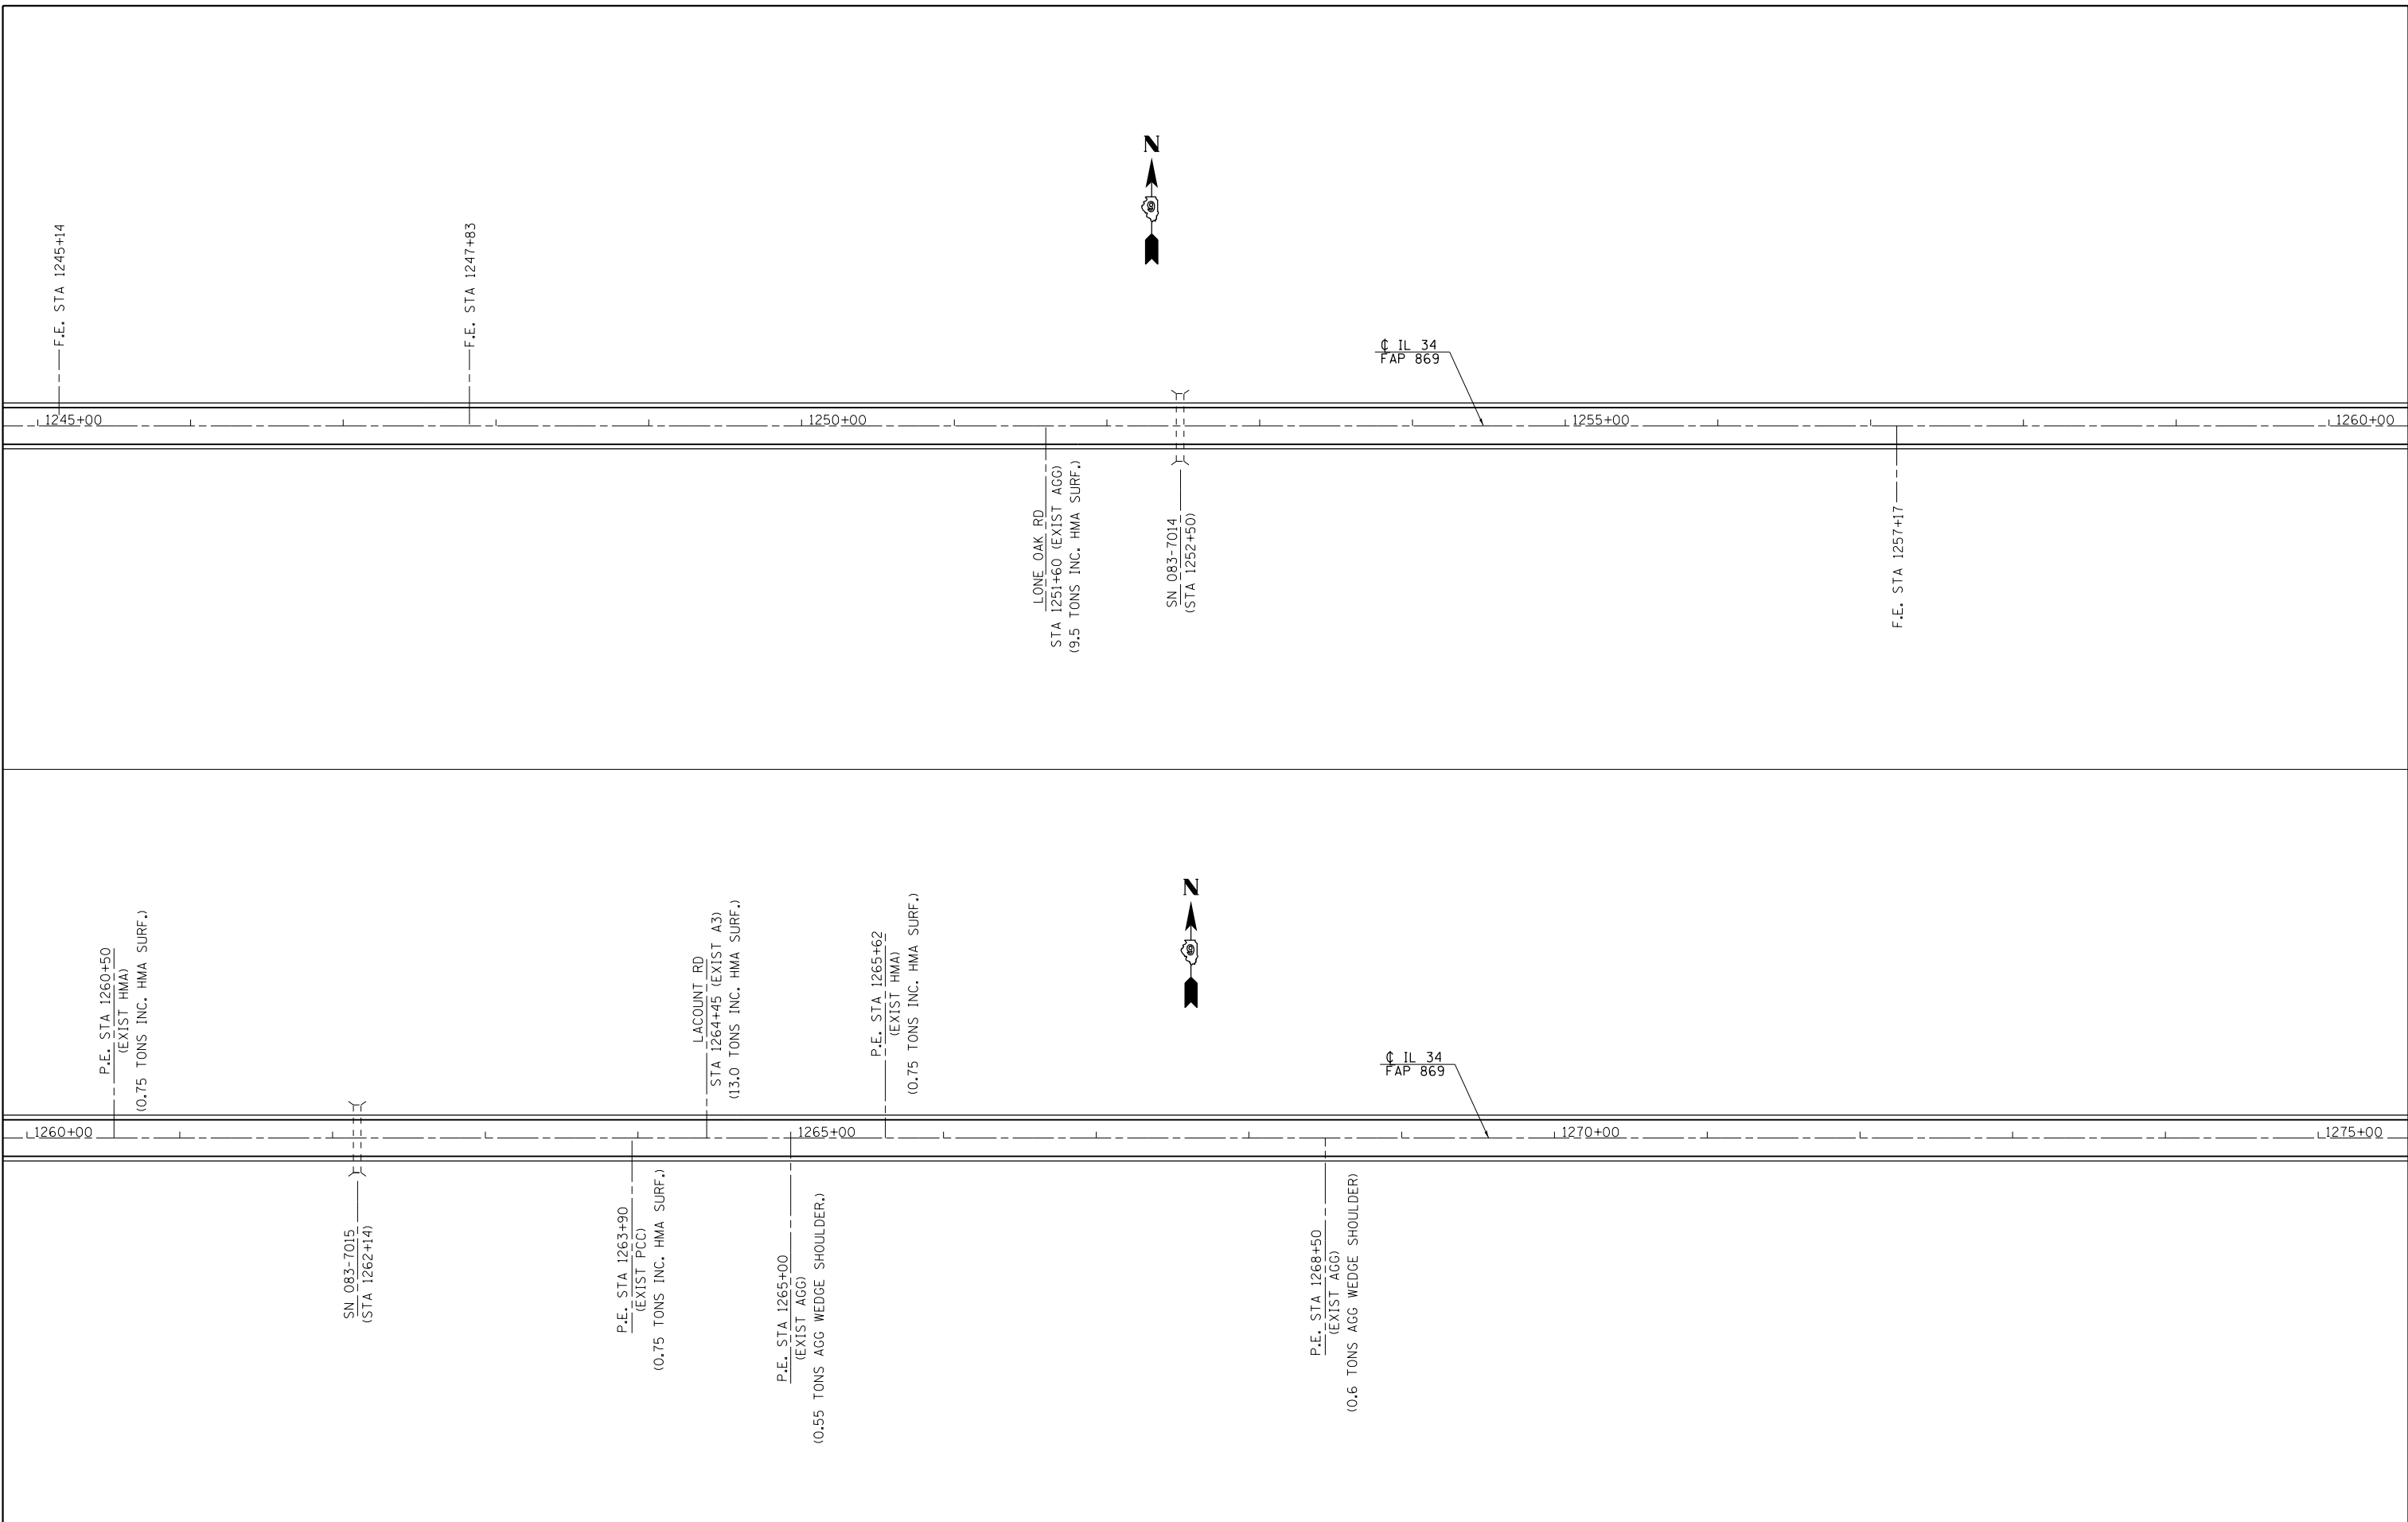 N
9
F.E. STA 1245+14
F.E. STA 1247+83
℄ IL 34
FAP 869
1245+00
1250+00
1255+00
1260+00
LONE OAK RD
STA 1251+60 (EXIST AGG)
(9.5 TONS INC. HMA SURF.)
SN 083-7014
(STA 1252+50)
F.E. STA 1257+17
N
9
P.E. STA 1260+50
(EXIST HMA)
(0.75 TONS INC. HMA SURF.)
LACOUNT RD
STA 1264+45 (EXIST A3)
(13.0 TONS INC. HMA SURF.)
P.E. STA 1265+62
(EXIST HMA)
(0.75 TONS INC. HMA SURF.)
℄ IL 34
FAP 869
1260+00
1265+00
1270+00
1275+00
SN 083-7015
(STA 1262+14)
P.E. STA 1263+90
(EXIST PCC)
(0.75 TONS INC. HMA SURF.)
P.E. STA 1265+00
(EXIST AGG)
(0.55 TONS AGG WEDGE SHOULDER.)
P.E. STA 1268+50
(EXIST AGG)
(0.6 TONS AGG WEDGE SHOULDER)